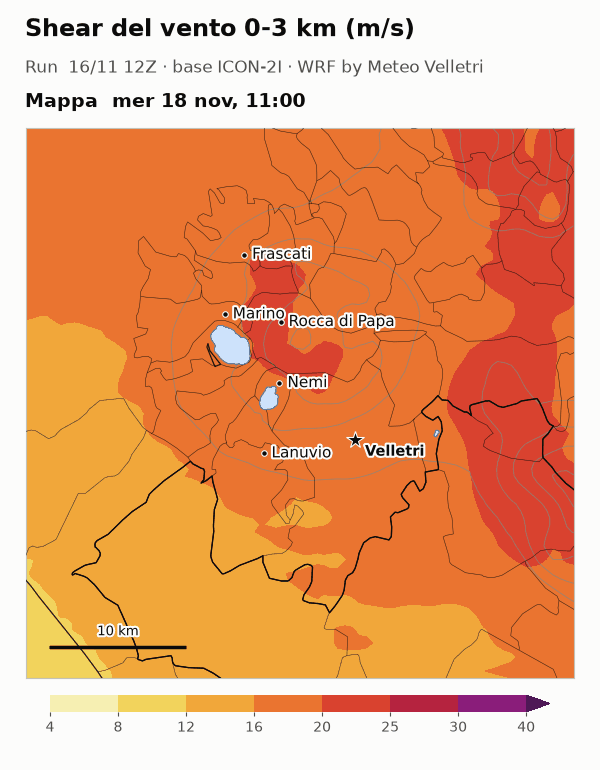 Shear del vento 0-3 km (m/s)
Run  16/11 12Z · base ICON-2I · WRF by Meteo Velletri
Mappa  mer 18 nov, 11:00
Frascati
Marino
Rocca di Papa
Nemi
Velletri
Lanuvio
10 km
4 8 12 16 20 25 30 40